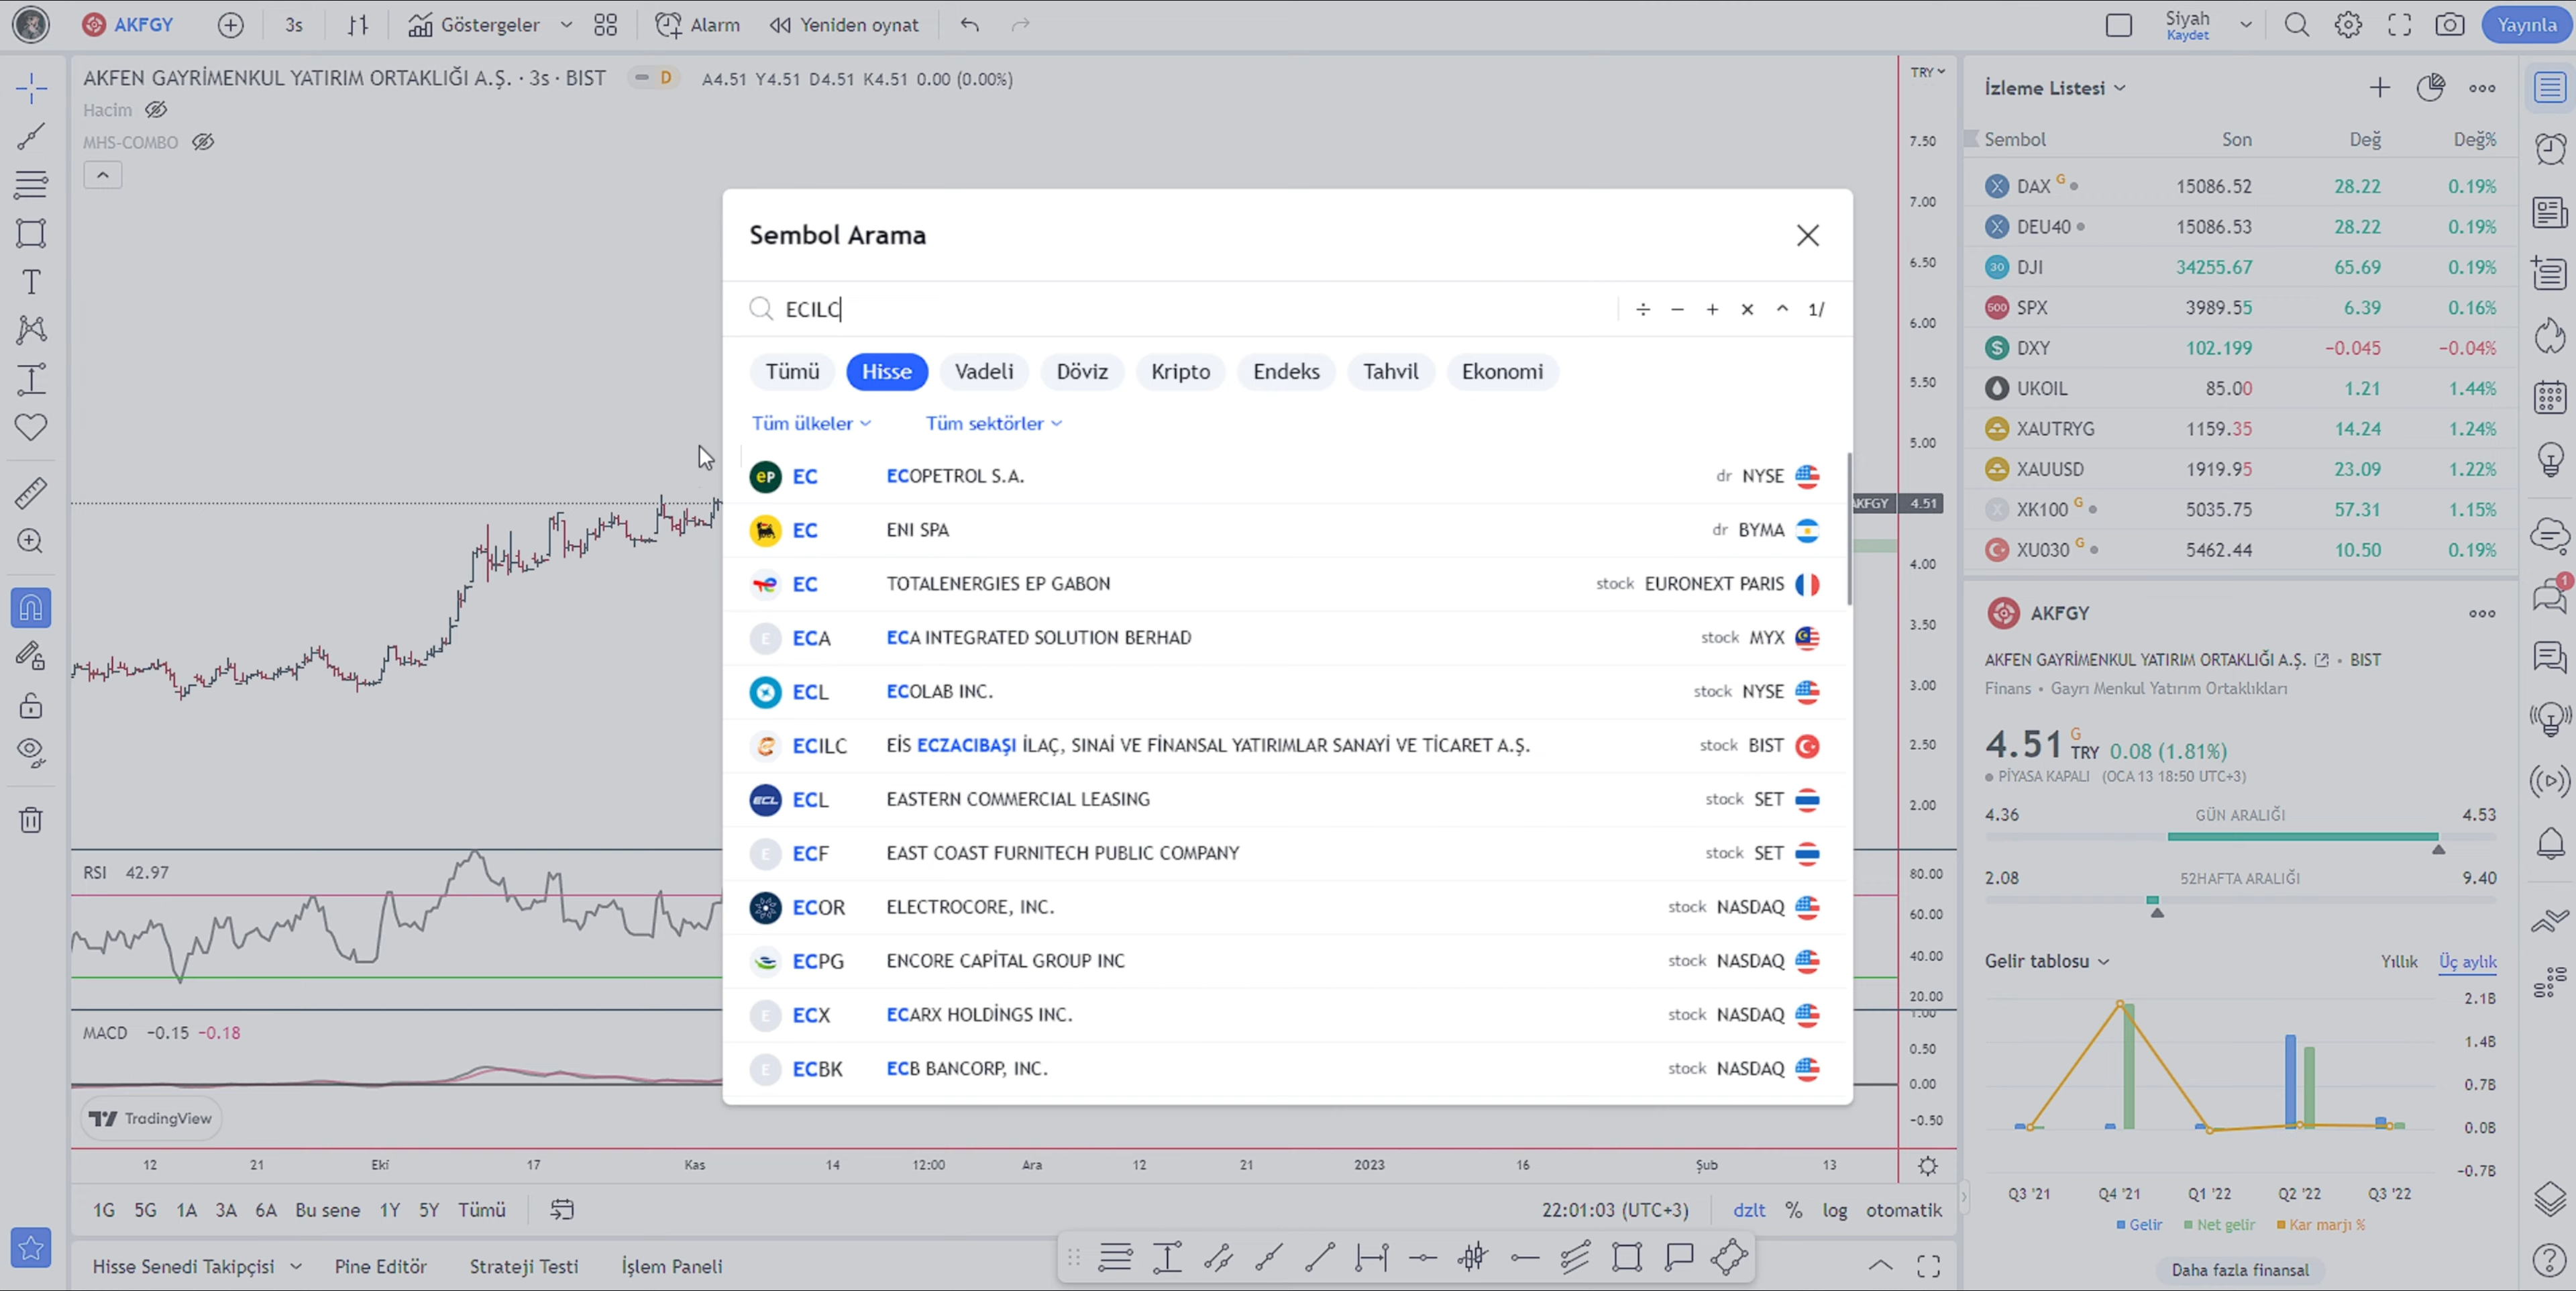 AKFGY
3s
Göstergeler
Alarm
Yeniden oynat
Siyah
Kaydet
Yayınla
AKFEN GAYRİMENKUL YATIRIM ORTAKLIĞI A.Ş. · 3s · BIST
D
A4.51 Y4.51 D4.51 K4.51 0.00 (0.00%)
Hacim
MHS-COMBO
TRY
7.50
7.00
6.50
6.00
5.50
5.00
4.51
4.00
3.50
3.00
2.50
2.00
Sembol Arama
ECILC
÷ − + × ^ 1/
Tümü Hisse Vadeli Döviz Kripto Endeks Tahvil Ekonomi
Tüm ülkeler Tüm sektörler
eP EC ECOPETROL S.A. dr NYSE
EC ENI SPA dr BYMA
EC TOTALENERGIES EP GABON stock EURONEXT PARIS
E ECA ECA INTEGRATED SOLUTION BERHAD stock MYX
ECL ECOLAB INC. stock NYSE
ECILC EİS ECZACIBAŞI İLAÇ, SINAİ VE FİNANSAL YATIRIMLAR SANAYİ VE TİCARET A.Ş. stock BIST
ECL ECL EASTERN COMMERCIAL LEASING stock SET
E ECF EAST COAST FURNITECH PUBLIC COMPANY stock SET
ECOR ELECTROCORE, INC. stock NASDAQ
ECPG ENCORE CAPİTAL GROUP INC stock NASDAQ
E ECX ECARX HOLDİNGS INC. stock NASDAQ
E ECBK ECB BANCORP, INC. stock NASDAQ
RSI 42.97
80.00
60.00
40.00
20.00
MACD −0.15 −0.18
1.00
0.50
0.00
−0.50
TradingView
12 21 Eki 17 Kas 14 12:00 Ara 12 21 2023 16 Şub 13
1G 5G 1A 3A 6A Bu sene 1Y 5Y Tümü
22:01:03 (UTC+3) dzlt % log otomatik
Hisse Senedi Takipçisi Pine Editör Strateji Testi İşlem Paneli
İzleme Listesi
Sembol Son Değ Değ%
DAX G 15086.52 28.22 0.19%
DEU40 15086.53 28.22 0.19%
30 DJI 34255.67 65.69 0.19%
500 SPX 3989.55 6.39 0.16%
$ DXY 102.199 −0.045 −0.04%
UKOIL 85.00 1.21 1.44%
XAUTRYG 1159.35 14.24 1.24%
XAUUSD 1919.95 23.09 1.22%
X XK100 G 5035.75 57.31 1.15%
XU030 G 5462.44 10.50 0.19%
AKFGY
AKFEN GAYRİMENKUL YATIRIM ORTAKLIĞI A.Ş. • BIST
Finans • Gayrı Menkul Yatırım Ortaklıkları
4.51 G TRY 0.08 (1.81%)
PİYASA KAPALI (OCA 13 18:50 UTC+3)
4.36 GÜN ARALIĞI 4.53
2.08 52HAFTA ARALIĞI 9.40
Gelir tablosu Yıllık Üç aylık
2.1B
1.4B
0.7B
0.0B
-0.7B
Q3 '21 Q4 '21 Q1 '22 Q2 '22 Q3 '22
Gelir Net gelir Kar marjı %
Daha fazla finansal
1